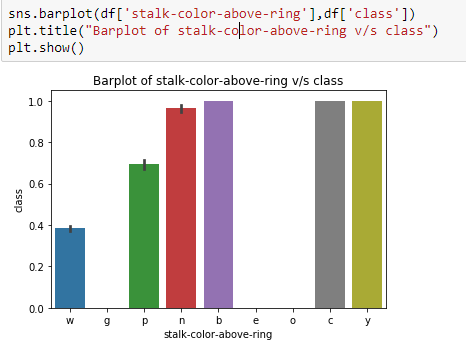 sns.barplot(df['stalk-color-above-ring'],df['class'])
plt.title("Barplot of stalk-color-above-ring v/s class")
plt.show()
Barplot of stalk-color-above-ring v/s class
1.0
0.8
0.6
0.4
0.2
0.0
class
w g p n b e o c y
stalk-color-above-ring